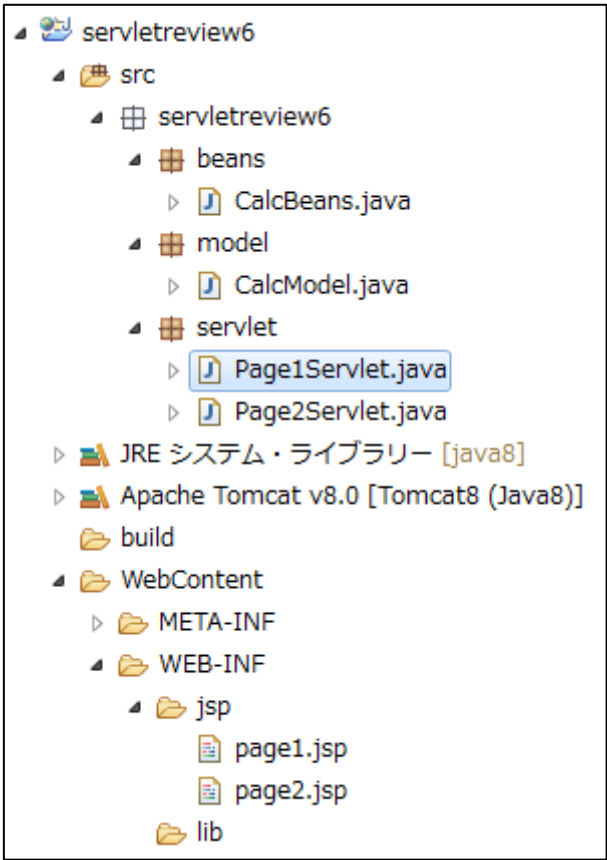 servletreview6
src
servletreview6
beans
CalcBeans.java
model
CalcModel.java
servlet
Page1Servlet.java
Page2Servlet.java
JRE システム・ライブラリー [java8]
Apache Tomcat v8.0 [Tomcat8 (Java8)]
build
WebContent
META-INF
WEB-INF
jsp
page1.jsp
page2.jsp
lib